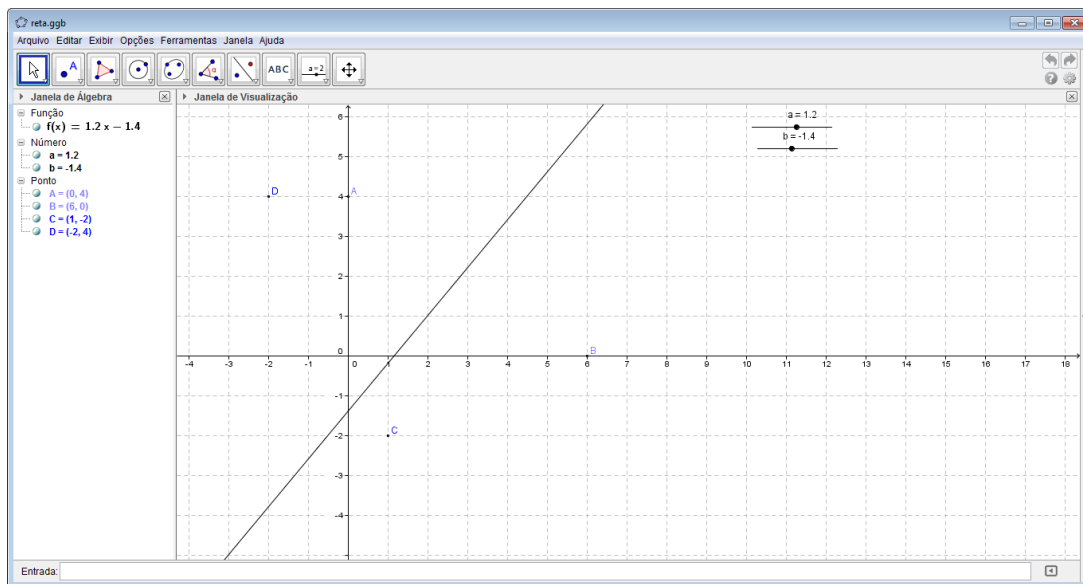 reta.ggb
Arquivo Editar Exibir Opções Ferramentas Janela Ajuda
A
α
ABC
a = 2
Janela de Álgebra
Função
f(x) = 1.2 x − 1.4
Número
a = 1.2
b = -1.4
Ponto
A = (0, 4)
B = (6, 0)
C = (1, -2)
D = (-2, 4)
Janela de Visualização
a = 1.2
b = -1.4
6
5
D
4
A
3
2
1
0
B
-4 -3 -2 -1 0 1 2 3 4 5 6 7 8 9 10 11 12 13 14 15 16 17 18
-1
-2
C
-3
-4
Entrada: